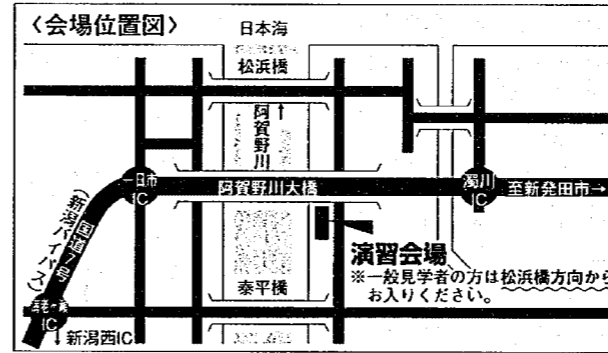 〈会場位置図〉
日本海
松浜橋
阿賀野川
↑
一日市
IC
阿賀野川大橋
濁川
IC
至新発田市→
国道7号
(新潟バイパス)
演習会場
※一般見学者の方は松浜橋方向から
お入りください。
泰平橋
海老ヶ瀬
IC
↓新潟西IC